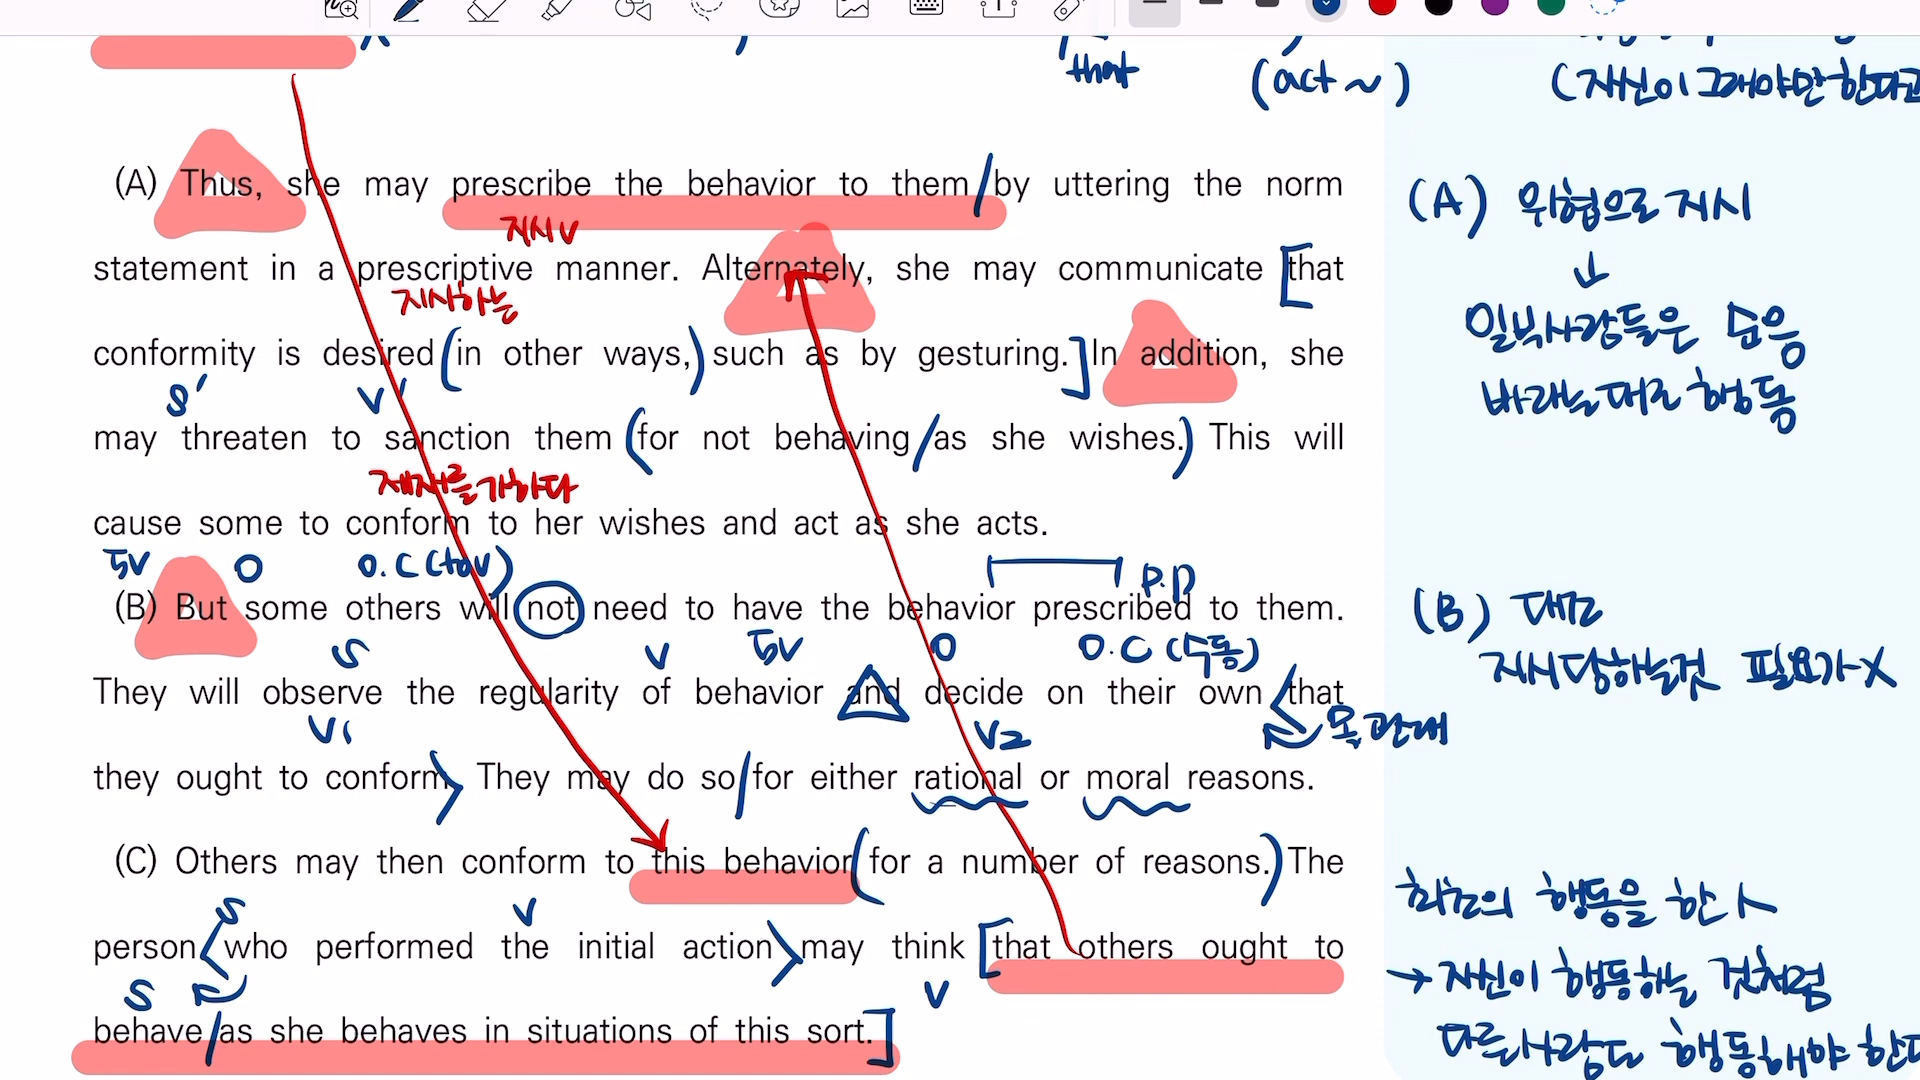 that
(act ~)
(자신이 그래야만 한다고
(A) Thus, she may prescribe the behavior to them by uttering the norm
지시 V
statement in a prescriptive manner. Alternately, she may communicate that
지시하는
conformity is desired in other ways, such as by gesturing. In addition, she
S' V'
may threaten to sanction them for not behaving as she wishes. This will
제재를 가하다
cause some to conform to her wishes and act as she acts.
5V O O.C (to V) P.P
(B) But some others will not need to have the behavior prescribed to them.
S V 5V O O.C (수동)
They will observe the regularity of behavior and decide on their own that
V1 V2 목. 관대
they ought to conform. They may do so for either rational or moral reasons.
(C) Others may then conform to this behavior for a number of reasons. The
S V
person who performed the initial action may think that others ought to
S V
behave as she behaves in situations of this sort.
(A) 위협으로 지시
↓
일부사람들은 순응
바라는대로 행동
(B) 대조
지시당하는것 필요가 X
최초의 행동을 한 사
→ 자신이 행동하는 것처럼
다른사람도 행동해야 한다